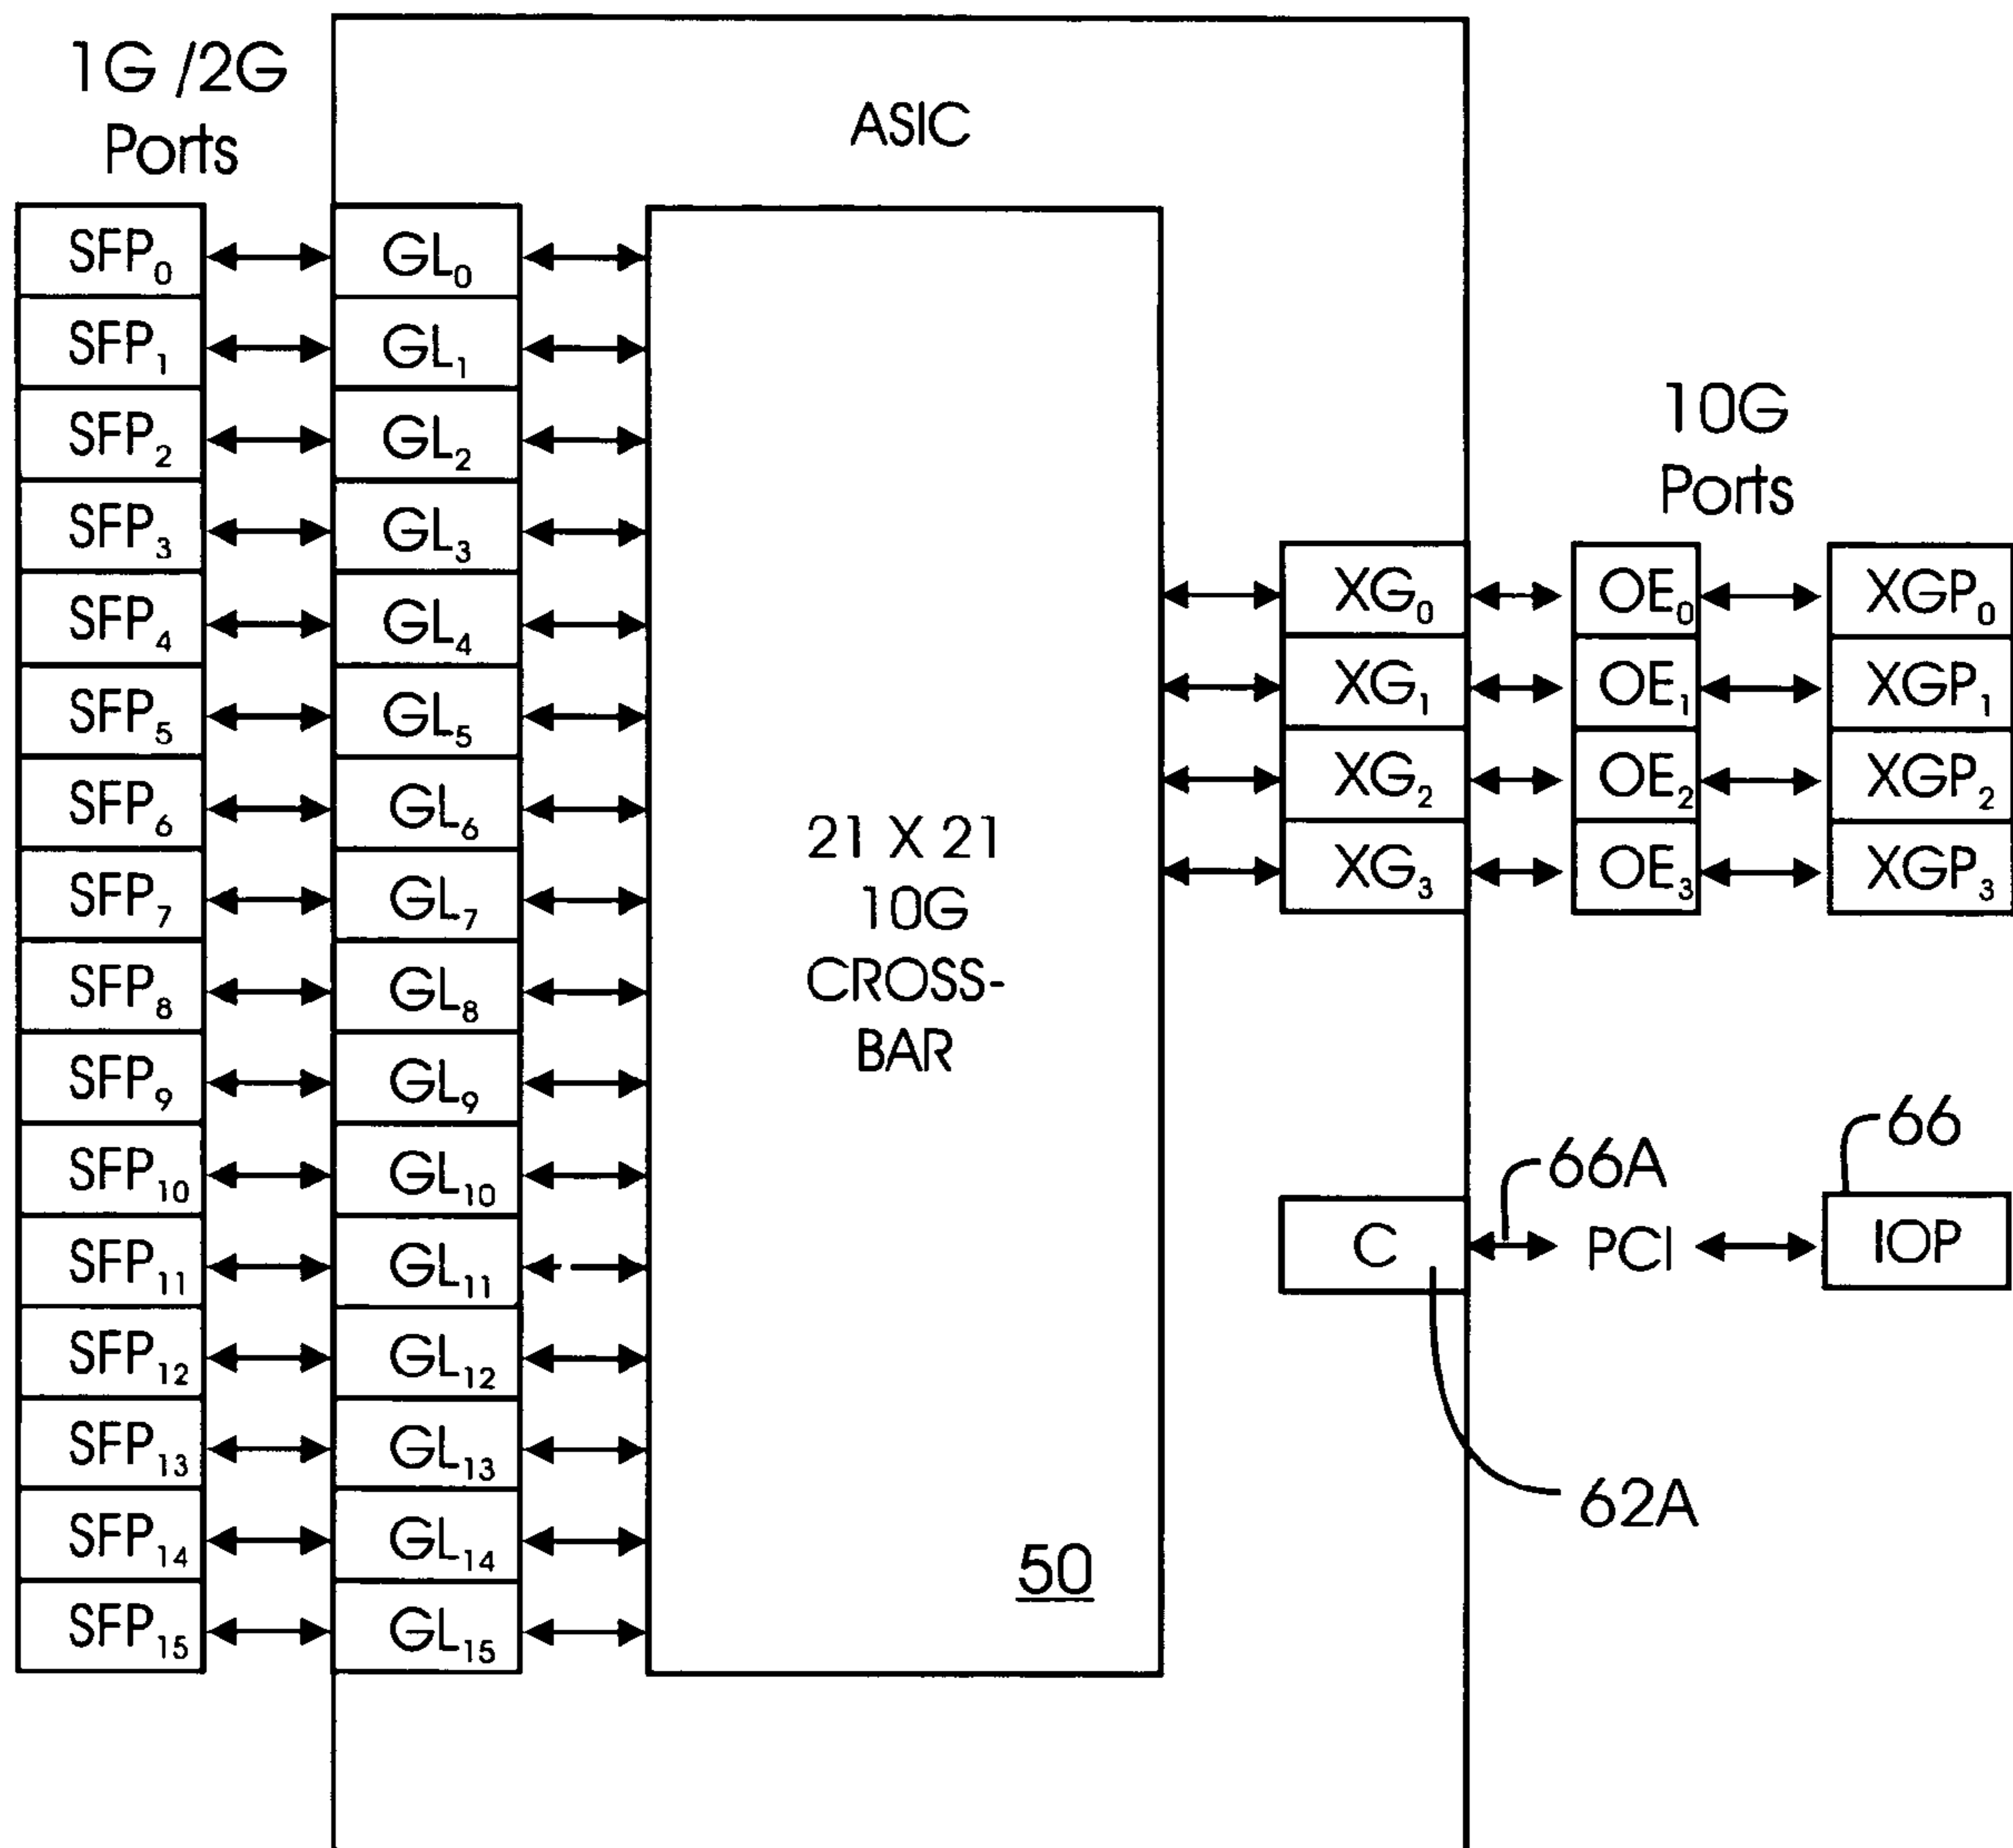 1G /2G
Ports
ASIC
SFP₀ GL₀
SFP₁ GL₁
SFP₂ GL₂
SFP₃ GL₃
SFP₄ GL₄
SFP₅ GL₅
SFP₆ GL₆
SFP₇ GL₇
SFP₈ GL₈
SFP₉ GL₉
SFP₁₀ GL₁₀
SFP₁₁ GL₁₁
SFP₁₂ GL₁₂
SFP₁₃ GL₁₃
SFP₁₄ GL₁₄
SFP₁₅ GL₁₅
21 X 21
10G
CROSS-
BAR
50
10G
Ports
XG₀ OE₀ XGP₀
XG₁ OE₁ XGP₁
XG₂ OE₂ XGP₂
XG₃ OE₃ XGP₃
66A
66
C PCI IOP
62A